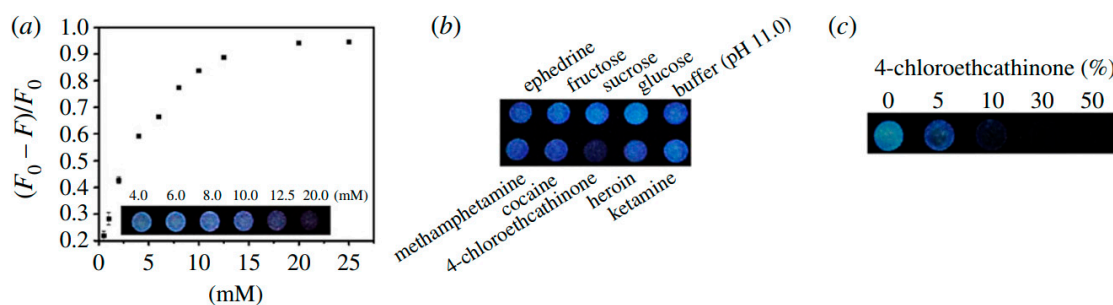 (a)
1.0
0.9
0.8
0.7
0.6
0.5
0.4
0.3
0.2
(F0 – F)/F0
4.0 6.0 8.0 10.0 12.5 20.0 (mM)
0 5 10 15 20 25
(mM)
(b)
ephedrine
fructose
sucrose
glucose
buffer (pH 11.0)
methamphetamine
cocaine
4-chloroethcathinone
heroin
ketamine
(c)
4-chloroethcathinone (%)
0 5 10 30 50